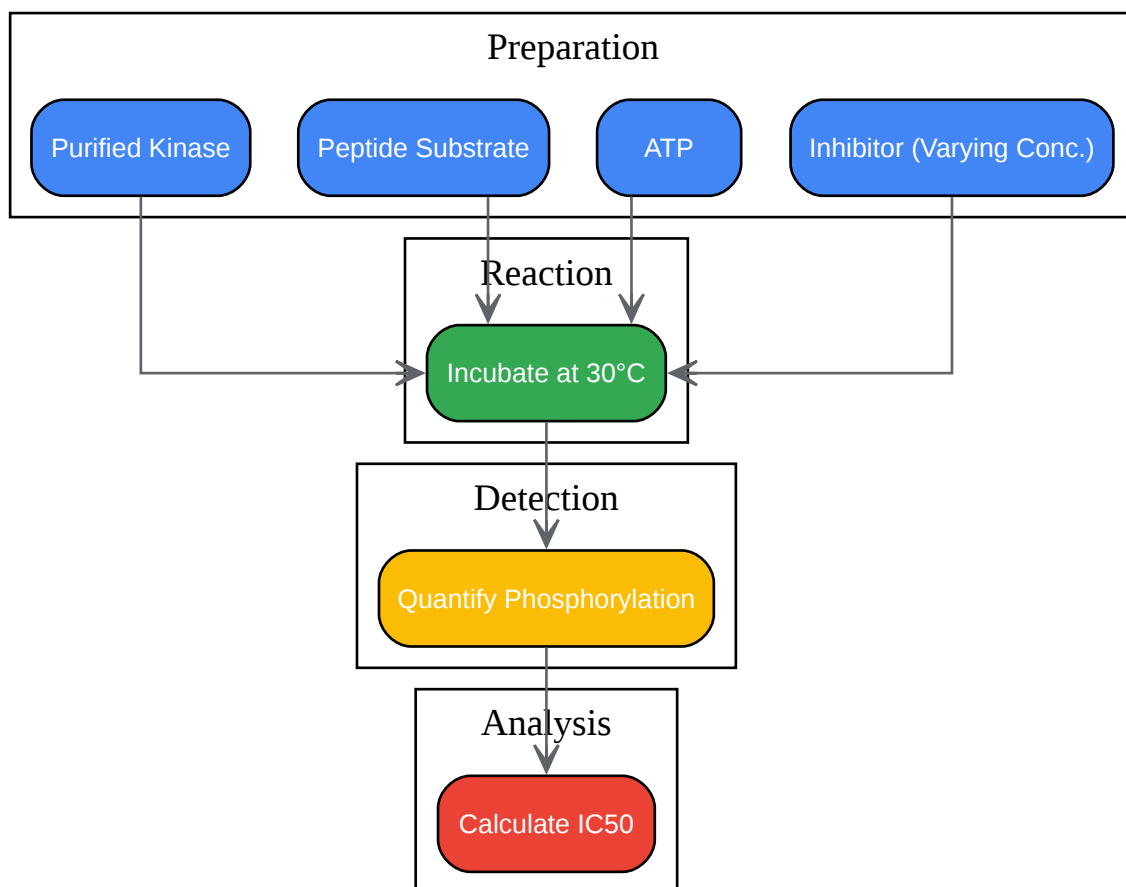 Preparation
Purified Kinase
Peptide Substrate
ATP
Inhibitor (Varying Conc.)
Reaction
Incubate at 30°C
Detection
Quantify Phosphorylation
Analysis
Calculate IC50